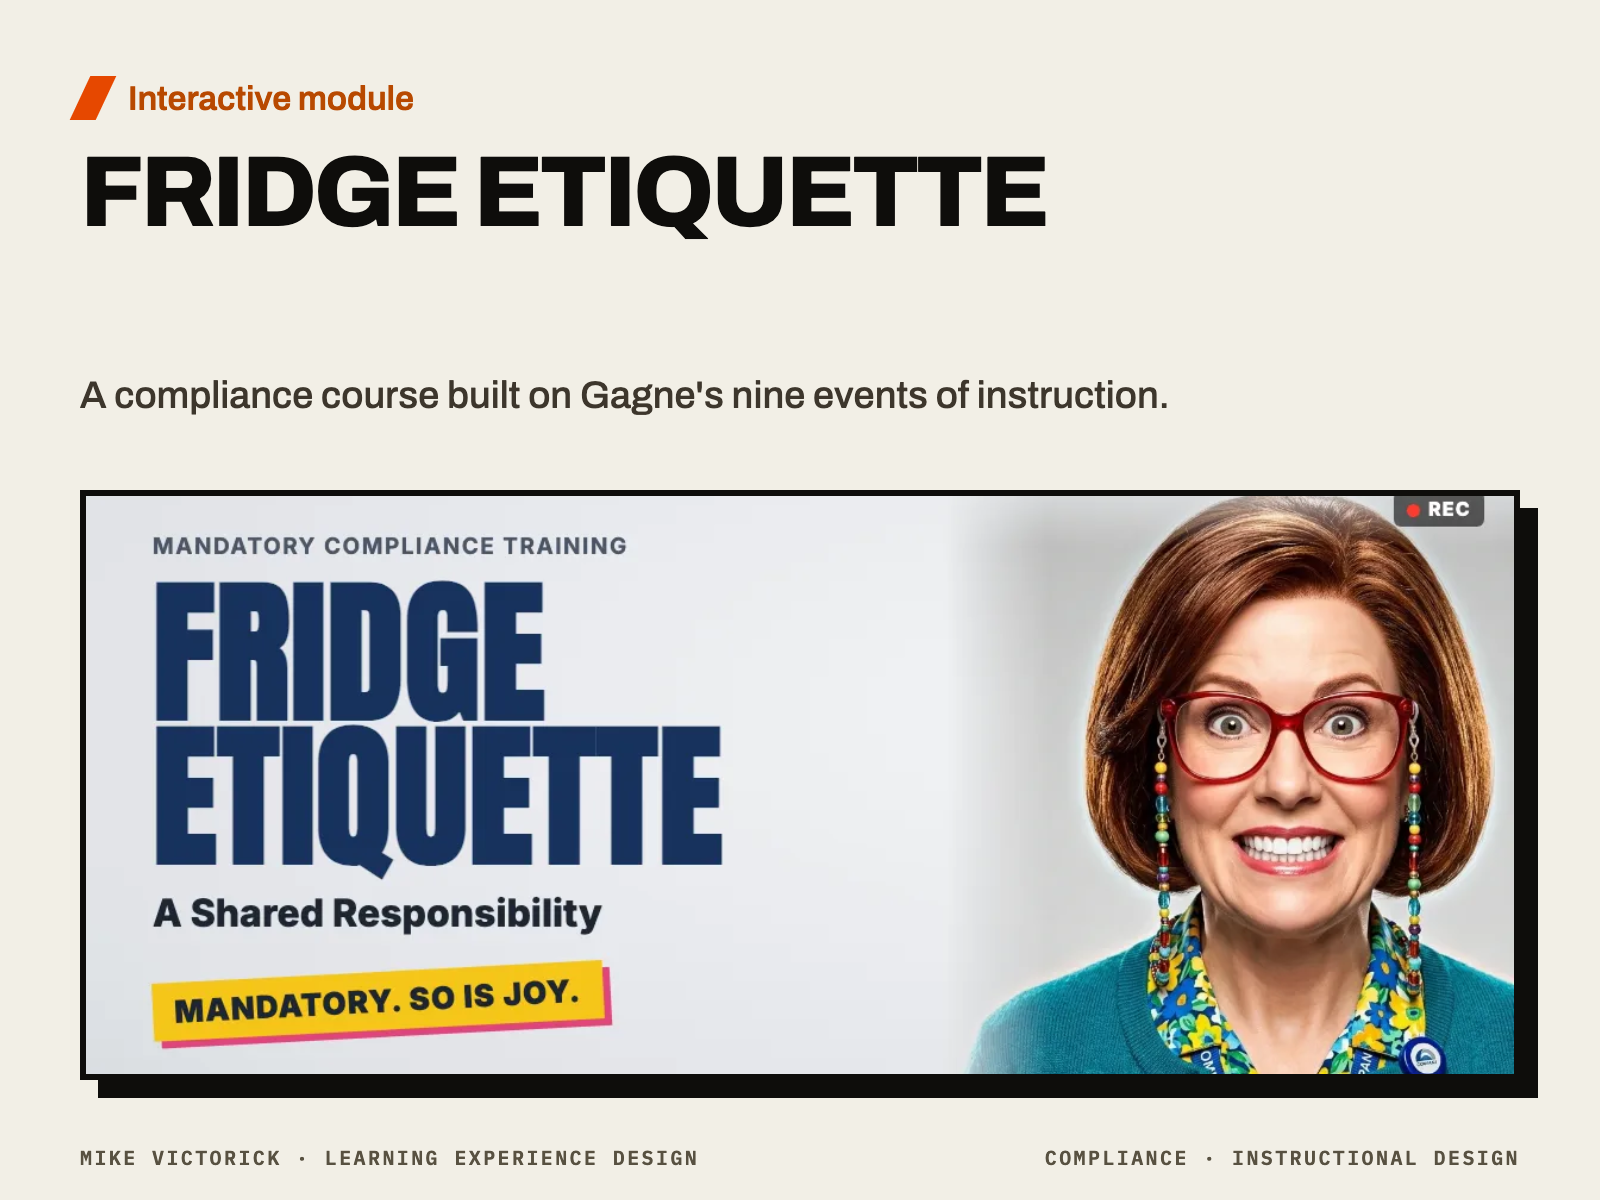 Interactive module
FRIDGE ETIQUETTE
A compliance course built on Gagne's nine events of instruction.
REC
MANDATORY COMPLIANCE TRAINING
FRIDGE
ETIQUETTE
A Shared Responsibility
MANDATORY. SO IS JOY.
MIKE VICTORICK · LEARNING EXPERIENCE DESIGN
COMPLIANCE · INSTRUCTIONAL DESIGN